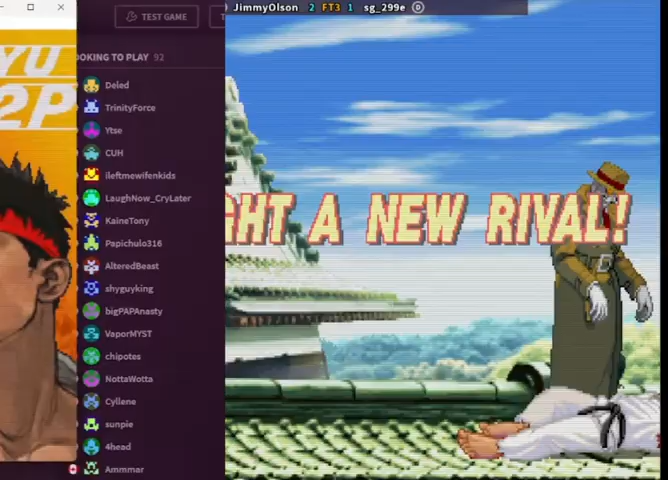 YU
2P
TEST GAME
T
OOKING TO PLAY 92
Deled
TrinityForce
Ytse
CUH
ileftmewifenkids
LaughNow_CryLater
KaineTony
Papichulo316
AlteredBeast
shyguyking
bigPAPAnasty
VaporMYST
chipotes
NottaWotta
Cyllene
sunpie
4head
Ammmar
JimmyOlson 2 FT3 1 sg_299e D
GHT A NEW RIVAL!